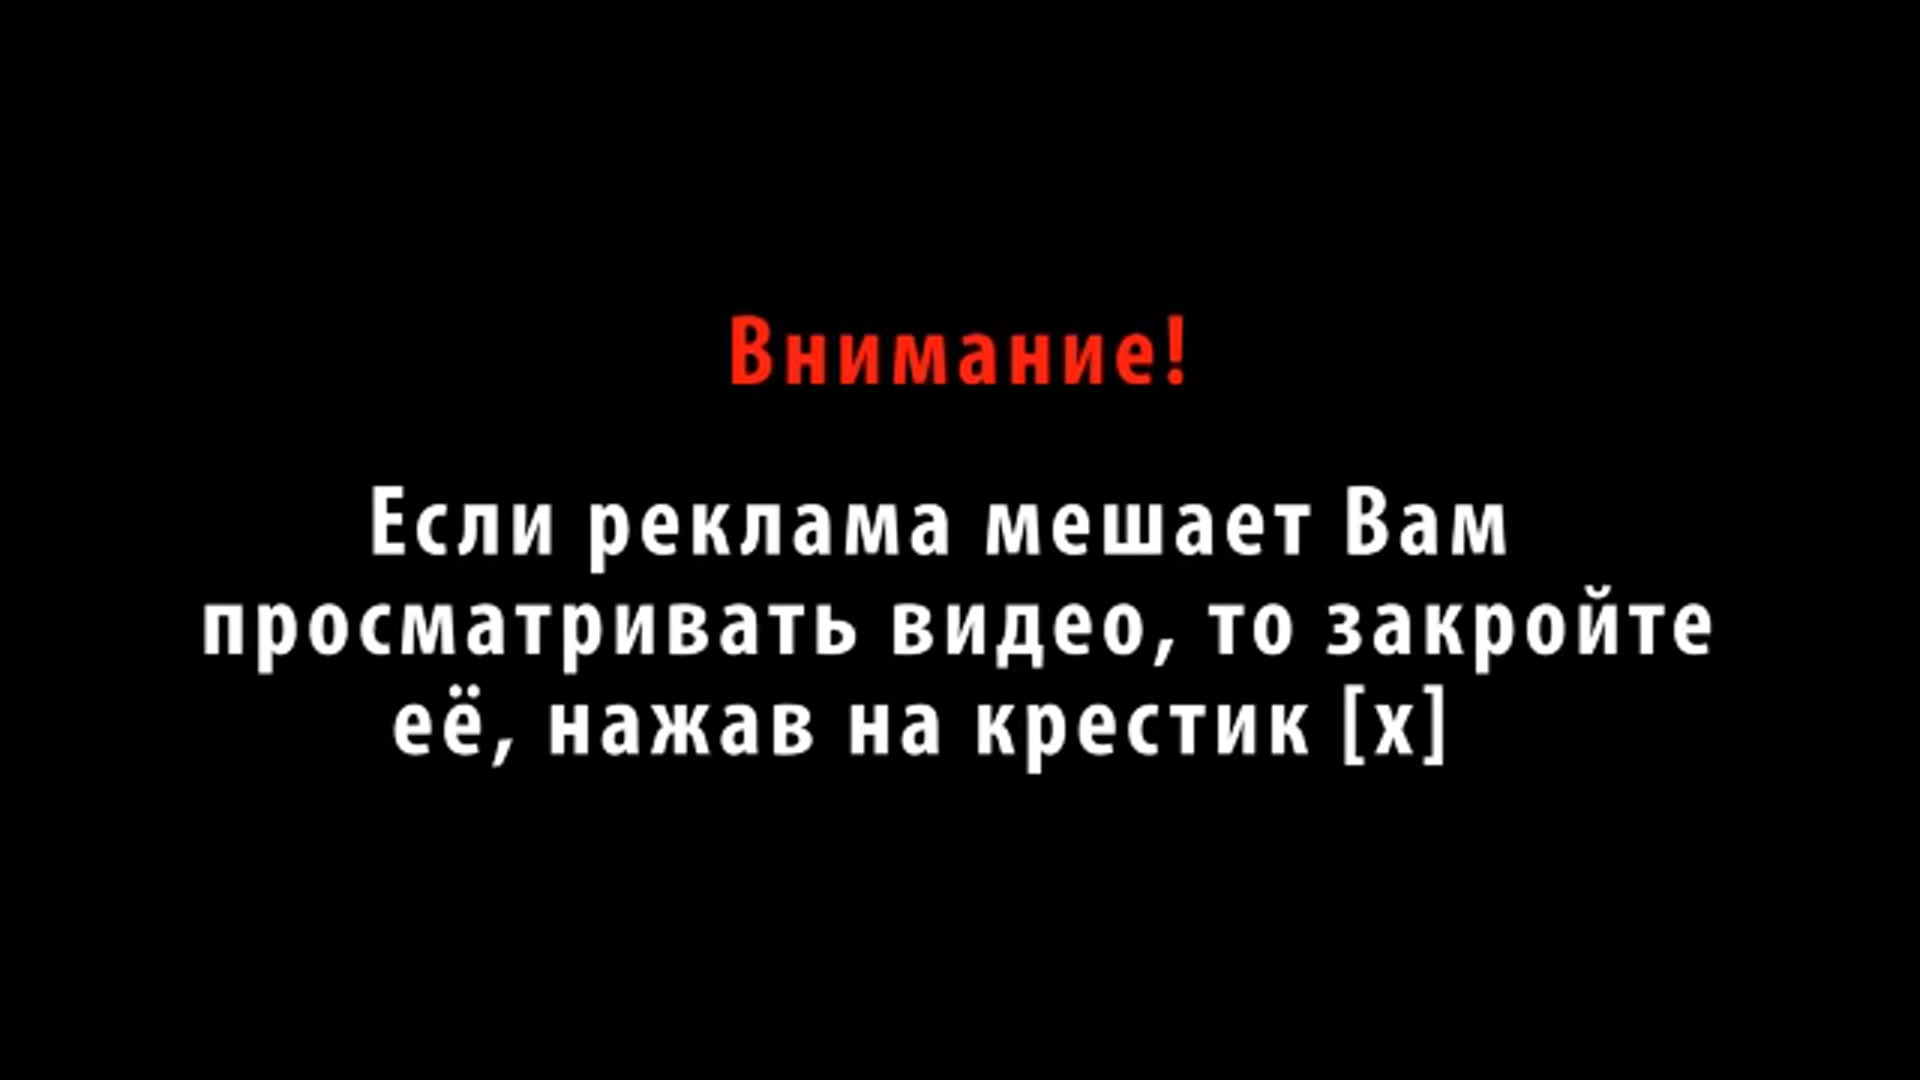 Внимание!
Если реклама мешает Вам
просматривать видео, то закройте
её, нажав на крестик [x]